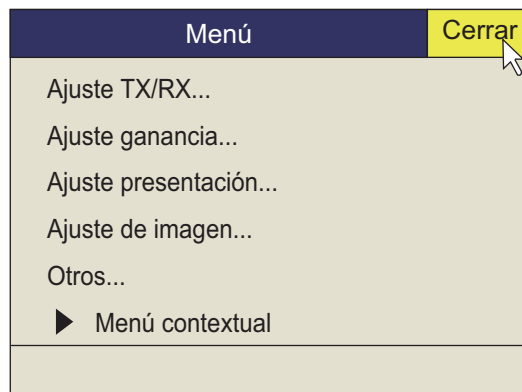 Menú Cerrar
Ajuste TX/RX...
Ajuste ganancia...
Ajuste presentación...
Ajuste de imagen...
Otros...
Menú contextual